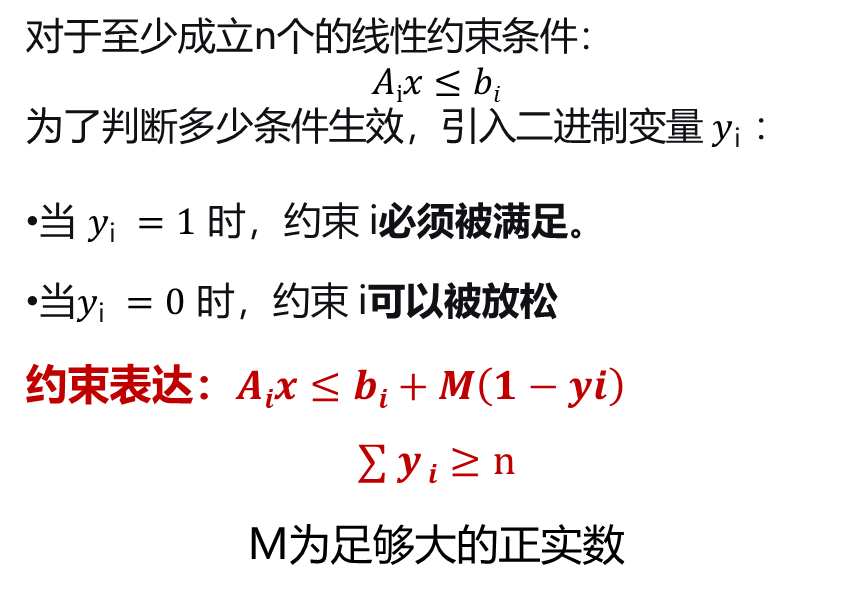 对于至少成立n个的线性约束条件：
Aᵢx ≤ bᵢ
为了判断多少条件生效，引入二进制变量 yᵢ ：
•当 yᵢ = 1 时，约束 i必须被满足。
•当yᵢ = 0 时，约束 i可以被放松
约束表达：Aᵢx ≤ bᵢ + M(1 − yi)
∑ yᵢ ≥ n
M为足够大的正实数